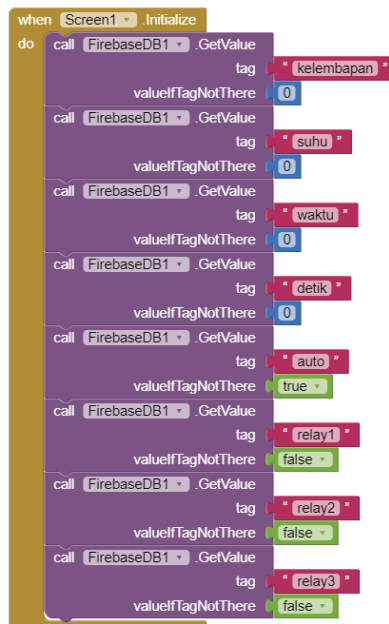 when Screen1 .Initialize
do call FirebaseDB1 .GetValue
tag " kelembapan "
valueIfTagNotThere 0
call FirebaseDB1 .GetValue
tag " suhu "
valueIfTagNotThere 0
call FirebaseDB1 .GetValue
tag " waktu "
valueIfTagNotThere 0
call FirebaseDB1 .GetValue
tag " detik "
valueIfTagNotThere 0
call FirebaseDB1 .GetValue
tag " auto "
valueIfTagNotThere true
call FirebaseDB1 .GetValue
tag " relay1 "
valueIfTagNotThere false
call FirebaseDB1 .GetValue
tag " relay2 "
valueIfTagNotThere false
call FirebaseDB1 .GetValue
tag " relay3 "
valueIfTagNotThere false